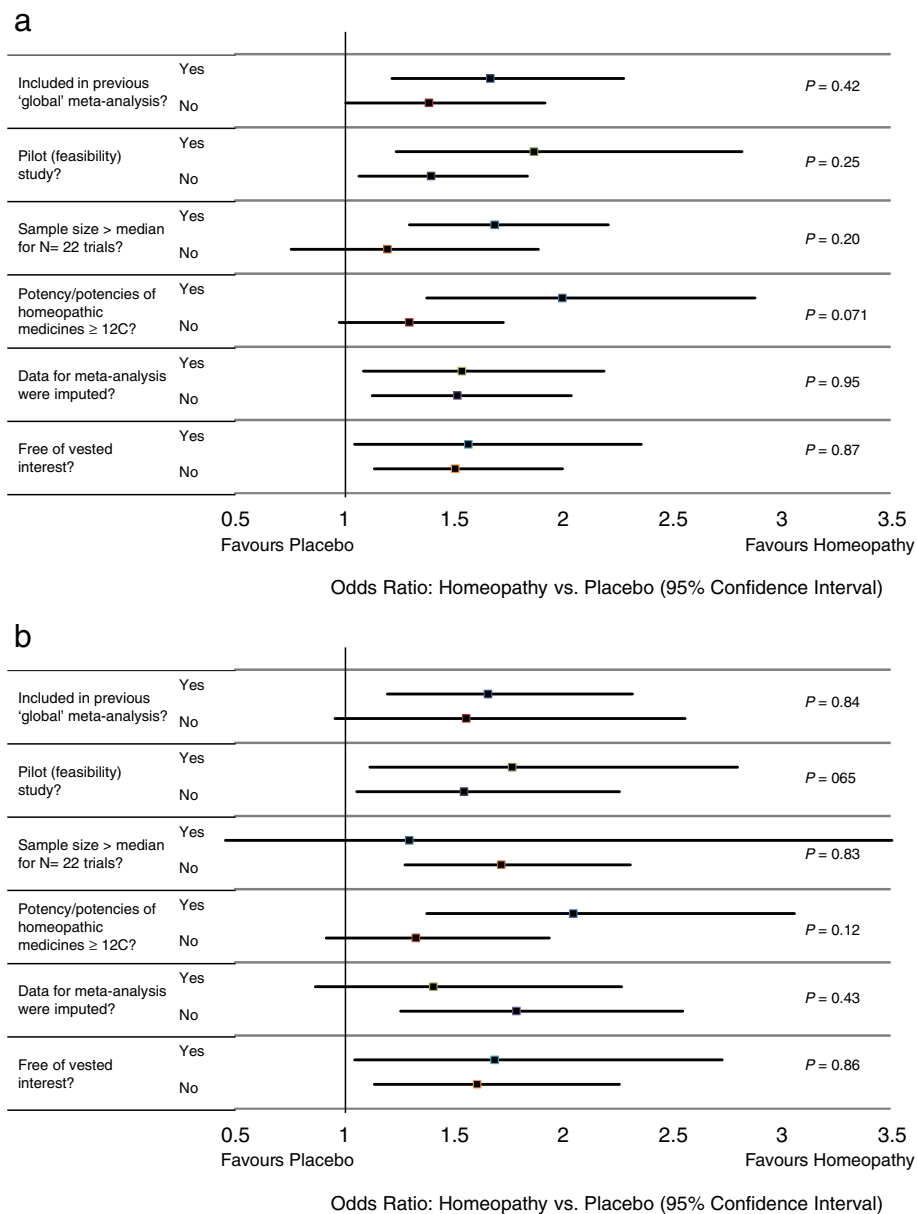 a
Included in previous
'global' meta-analysis?
Yes
No
P = 0.42
Pilot (feasibility)
study?
Yes
No
P = 0.25
Sample size > median
for N= 22 trials?
Yes
No
P = 0.20
Potency/potencies of
homeopathic
medicines ≥ 12C?
Yes
No
P = 0.071
Data for meta-analysis
were imputed?
Yes
No
P = 0.95
Free of vested
interest?
Yes
No
P = 0.87
0.5 1 1.5 2 2.5 3 3.5
Favours Placebo Favours Homeopathy
Odds Ratio: Homeopathy vs. Placebo (95% Confidence Interval)
b
Included in previous
'global' meta-analysis?
Yes
No
P = 0.84
Pilot (feasibility)
study?
Yes
No
P = 065
Sample size > median
for N= 22 trials?
Yes
No
P = 0.83
Potency/potencies of
homeopathic
medicines ≥ 12C?
Yes
No
P = 0.12
Data for meta-analysis
were imputed?
Yes
No
P = 0.43
Free of vested
interest?
Yes
No
P = 0.86
0.5 1 1.5 2 2.5 3 3.5
Favours Placebo Favours Homeopathy
Odds Ratio: Homeopathy vs. Placebo (95% Confidence Interval)